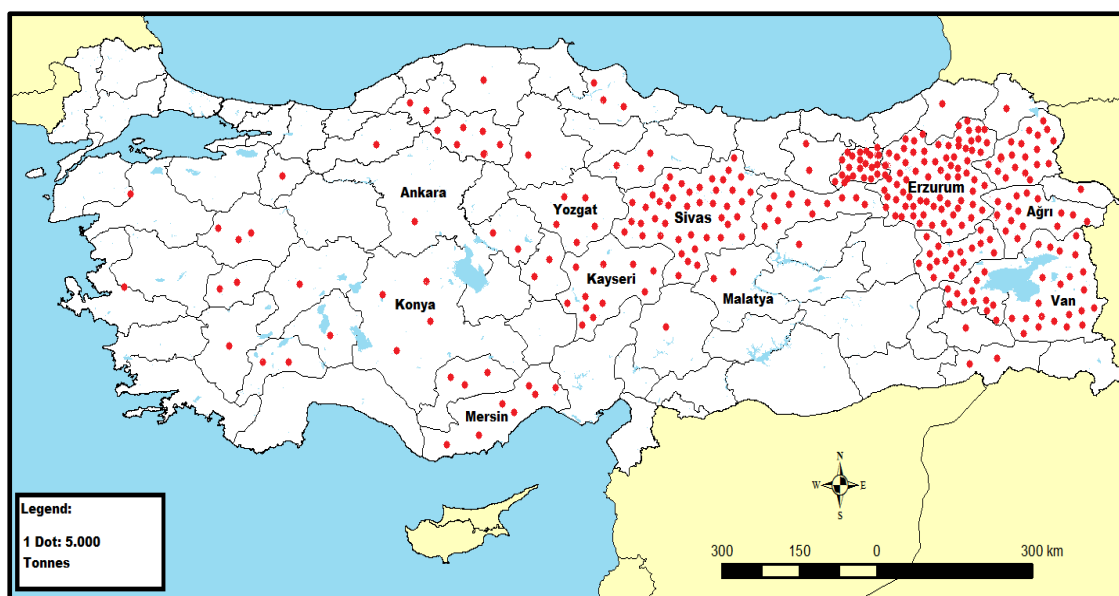 Ankara
Yozgat
Sivas
Erzurum
Ağrı
Kayseri
Konya
Malatya
Van
Mersin
N
W E
S
Legend:
1 Dot: 5.000
Tonnes
300 150 0 300 km